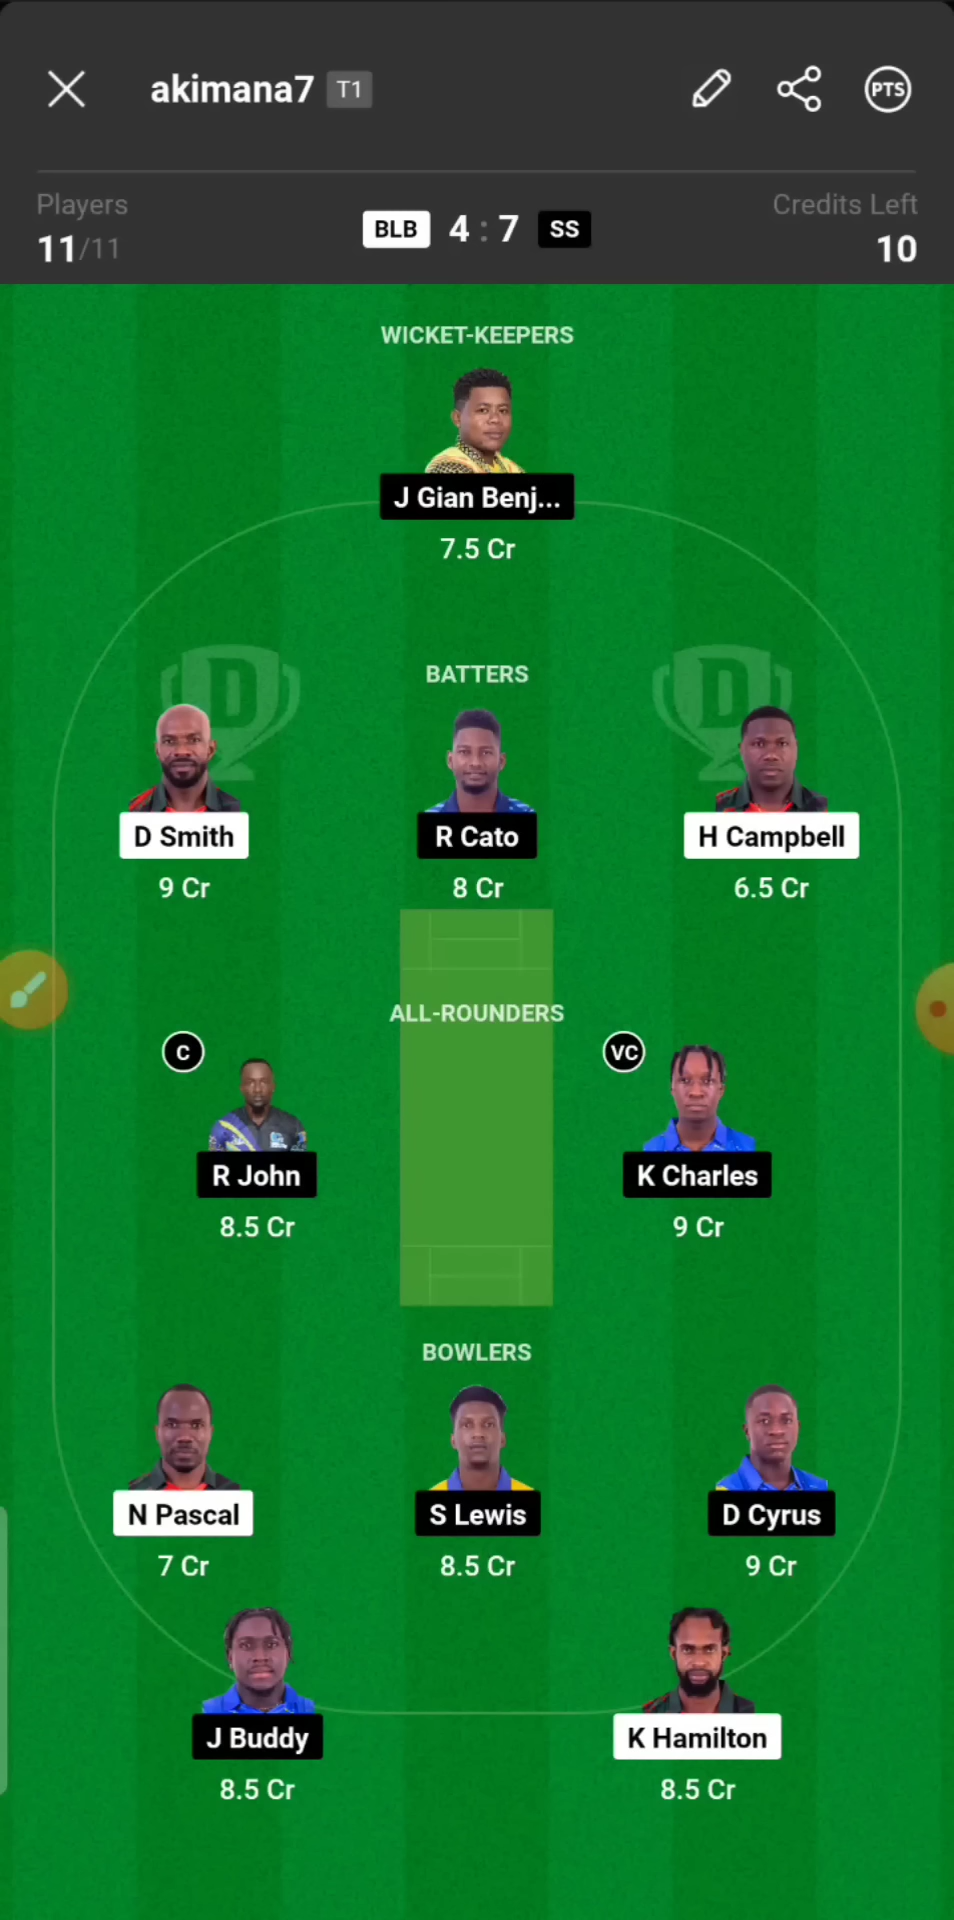 akimana7 T1 PTS
Players Credits Left
11/11 BLB 4 : 7 SS 10
WICKET-KEEPERS
J Gian Benj...
7.5 Cr
D D
BATTERS
D Smith R Cato H Campbell
9 Cr 8 Cr 6.5 Cr
ALL-ROUNDERS
C VC
R John K Charles
8.5 Cr 9 Cr
BOWLERS
N Pascal S Lewis D Cyrus
7 Cr 8.5 Cr 9 Cr
J Buddy K Hamilton
8.5 Cr 8.5 Cr